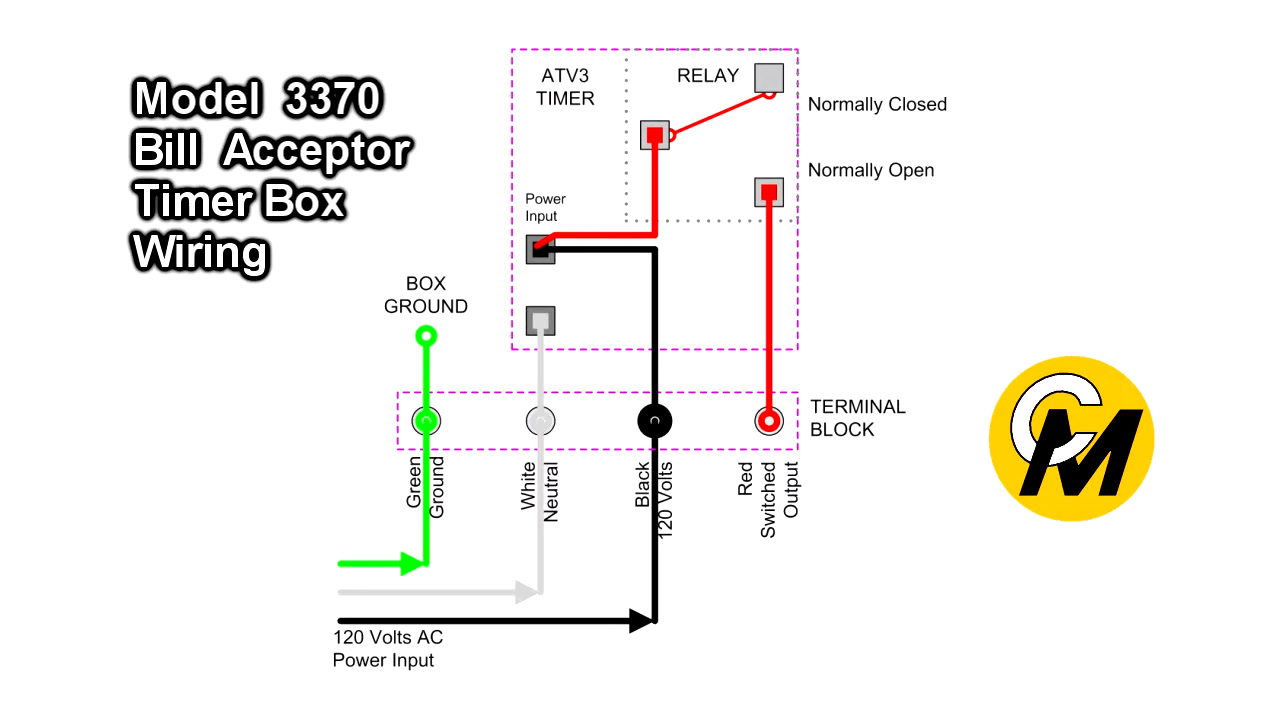 Model 3370
Bill Acceptor
Timer Box
Wiring
ATV3
TIMER
RELAY
Normally Closed
Normally Open
Power
Input
BOX
GROUND
TERMINAL
BLOCK
Green
Ground
White
Neutral
Black
120 Volts
Red
Switched
Output
120 Volts AC
Power Input
CM